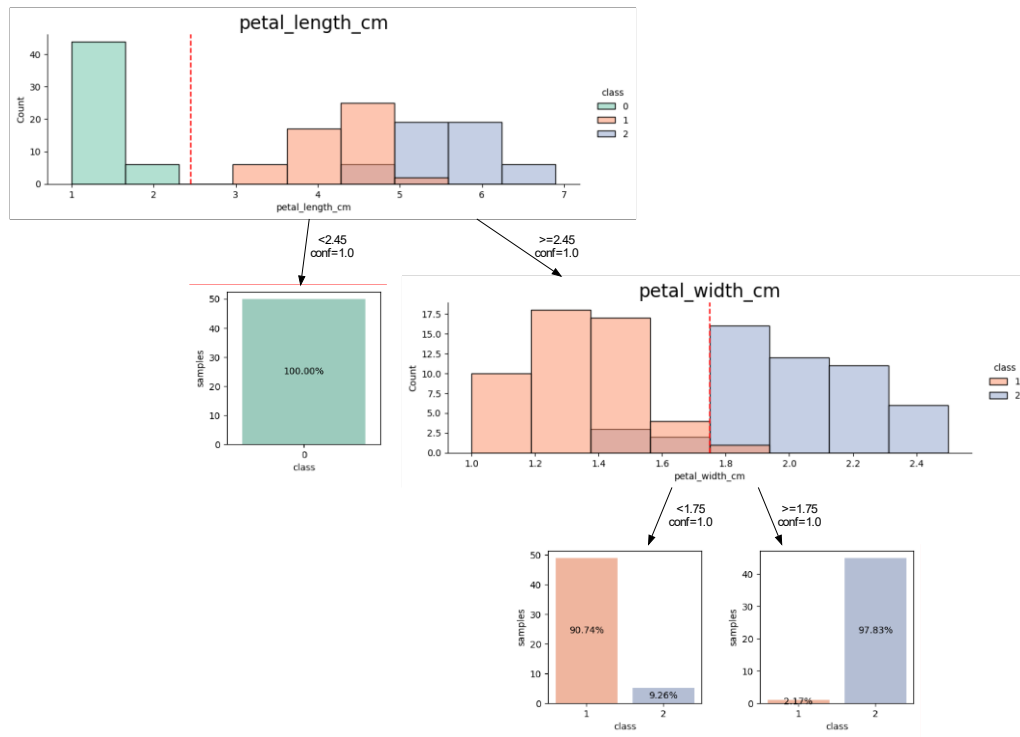 petal_length_cm
40
30
20
10
0
Count
1 2 3 4 5 6 7
petal_length_cm
class
0
1
2
<2.45
conf=1.0
>=2.45
conf=1.0
50
40
30
20
10
0
samples
100.00%
0
class
petal_width_cm
17.5
15.0
12.5
10.0
7.5
5.0
2.5
0.0
Count
1.0 1.2 1.4 1.6 1.8 2.0 2.2 2.4
petal_width_cm
class
1
2
<1.75
conf=1.0
>=1.75
conf=1.0
50
40
30
20
10
0
samples
90.74%
9.26%
1 2
class
40
30
20
10
0
samples
97.83%
2.17%
1 2
class